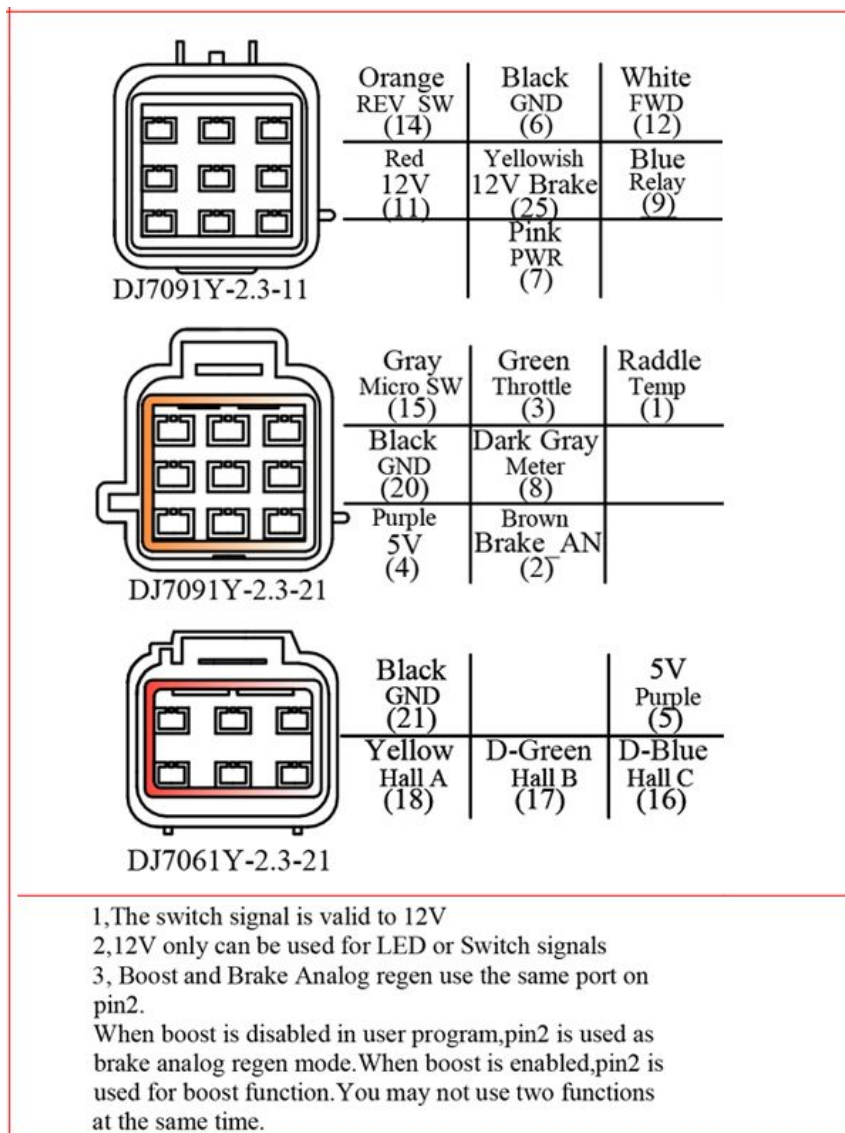 Orange Black White
REV_SW GND FWD
(14) (6) (12)
Red Yellowish Blue
12V 12V Brake Relay
(11) (25) (9)
Pink
PWR
(7)
DJ7091Y-2.3-11
Gray Green Raddle
Micro SW Throttle Temp
(15) (3) (1)
Black Dark Gray
GND Meter
(20) (8)
Purple Brown
5V Brake_AN
(4) (2)
DJ7091Y-2.3-21
Black 5V
GND Purple
(21) (5)
Yellow D-Green D-Blue
Hall A Hall B Hall C
(18) (17) (16)
DJ7061Y-2.3-21
1,The switch signal is valid to 12V
2,12V only can be used for LED or Switch signals
3, Boost and Brake Analog regen use the same port on
pin2.
When boost is disabled in user program,pin2 is used as
brake analog regen mode.When boost is enabled,pin2 is
used for boost function.You may not use two functions
at the same time.